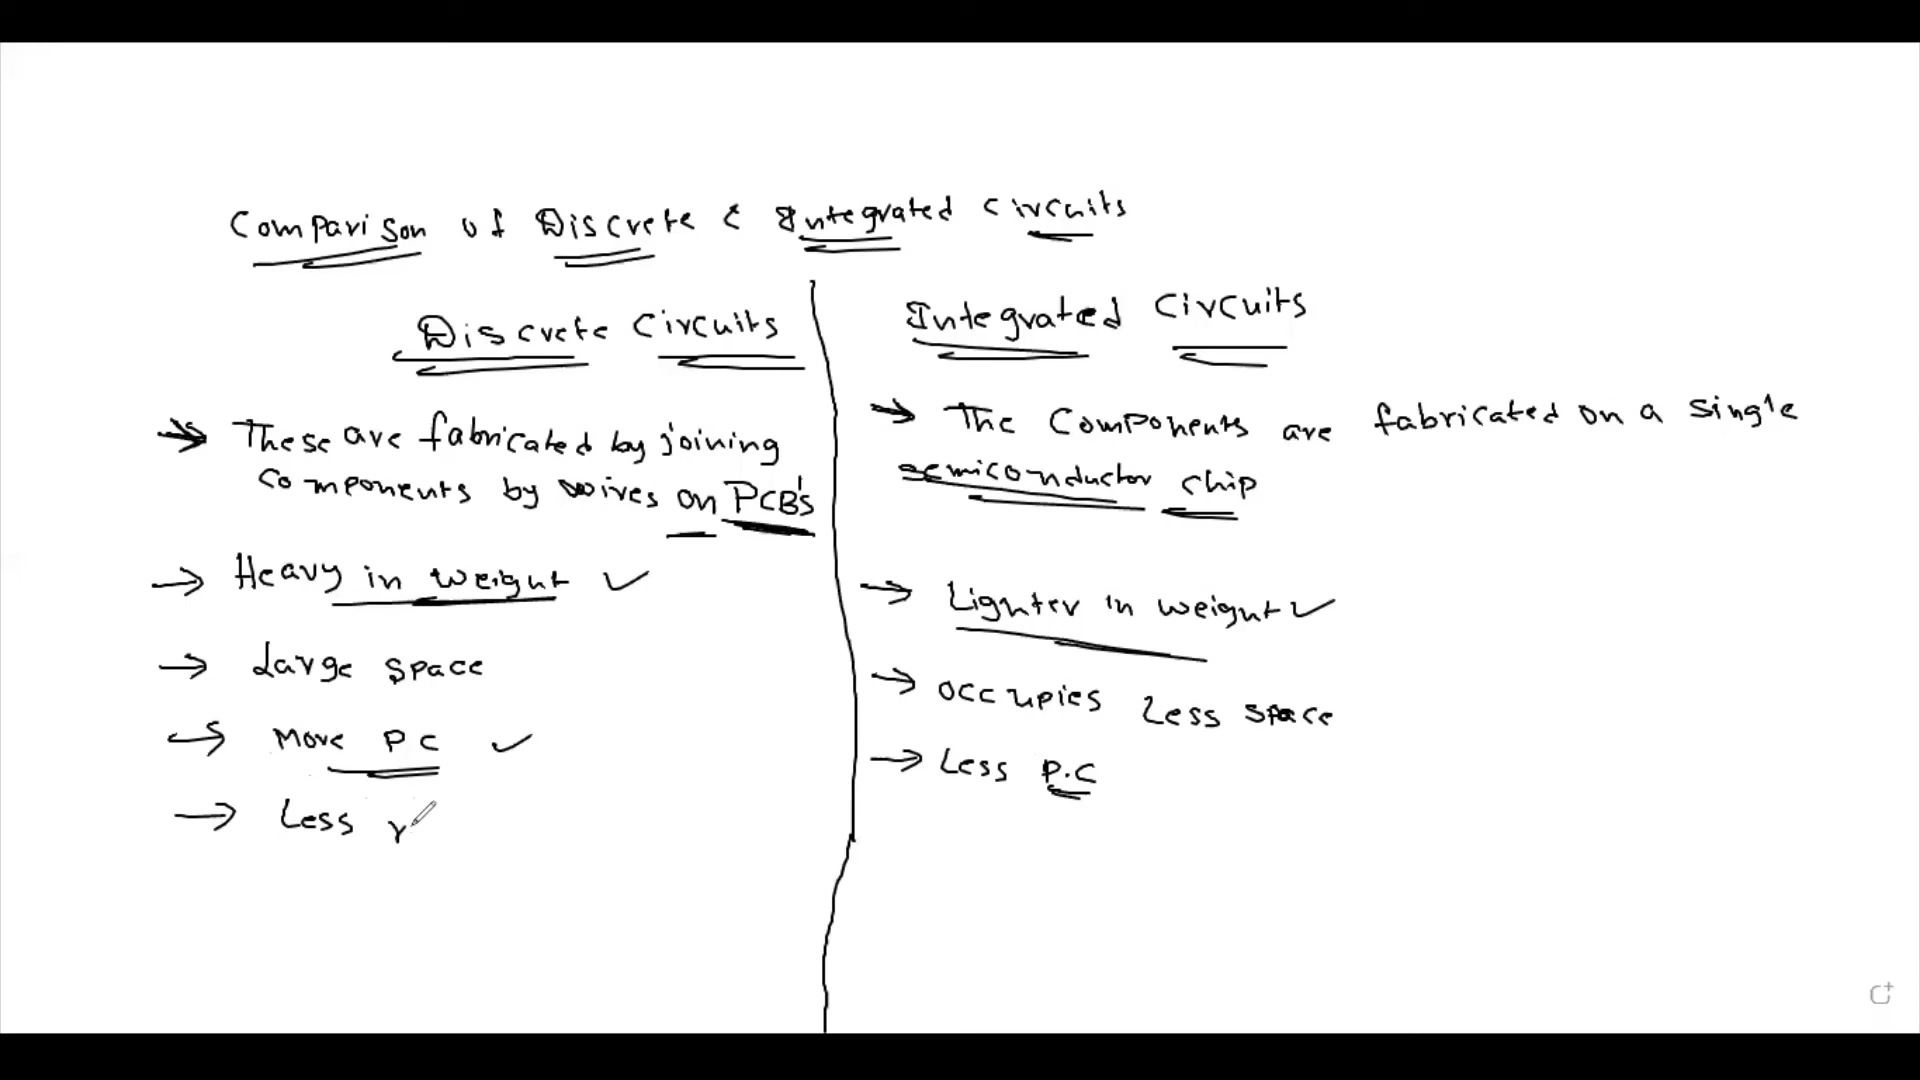 Comparison of Discrete & Integrated circuits
Discrete Circuits
→ These are fabricated by joining
components by wires on PCB's
→ Heavy in weight ✓
→ Large space
→ More PC ✓
→ Less r
Integrated Circuits
→ The Components are fabricated on a single
semiconductor chip
→ Lighter in weight ✓
→ occupies Less space
→ Less P.C